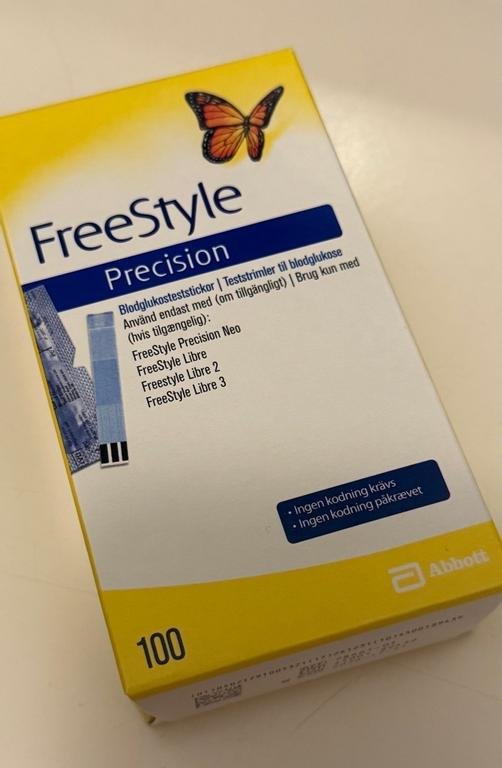 FreeStyle
Precision
Blodglukosteststickor | Teststrimler til blodglukose
Använd endast med (om tillgängligt) | Brug kun med
(hvis tilgængelig):
FreeStyle Precision Neo
FreeStyle Libre
Freestyle Libre 2
FreeStyle Libre 3
• Ingen kodning krävs
• Ingen kodning påkrævet
Abbott
100